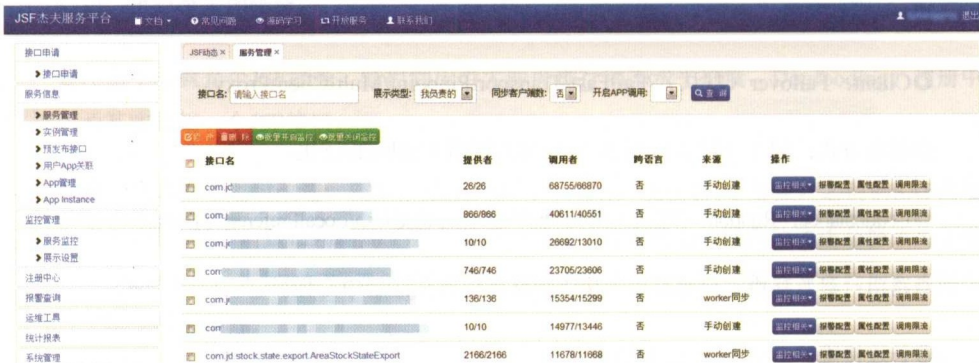 JSF杰夫服务平台 文档 常见问题 源码学习 开放服务 联系我们 退出
接口申请
接口申请
服务信息
服务管理
实例管理
预发布接口
用户App关联
App管理
App Instance
监控管理
服务监控
展示设置
注册中心
报警查询
运维工具
统计报表
系统管理
JSF动态 × 服务管理 ×
接口名: 请输入接口名 展示类型: 我负责的 同步客户端数: 否 开启APP调用: 查 询
删 除 批量开启监控 批量关闭监控
接口名 提供者 调用者 跨语言 来源 操作
com.jd 26/26 68755/66870 否 手动创建 监控相关 报警配置 属性配置 调用限流
com.j 866/866 40611/40551 否 手动创建 监控相关 报警配置 属性配置 调用限流
com.jd 10/10 26692/13010 否 手动创建 监控相关 报警配置 属性配置 调用限流
com 746/746 23705/23606 否 手动创建 监控相关 报警配置 属性配置 调用限流
com.j 136/136 15354/15299 否 worker同步 监控相关 报警配置 属性配置 调用限流
com 10/10 14977/13446 否 手动创建 监控相关 报警配置 属性配置 调用限流
com.jd.stock.state.export.AreaStockStateExport 2166/2166 11678/11668 否 worker同步 监控相关 报警配置 属性配置 调用限流